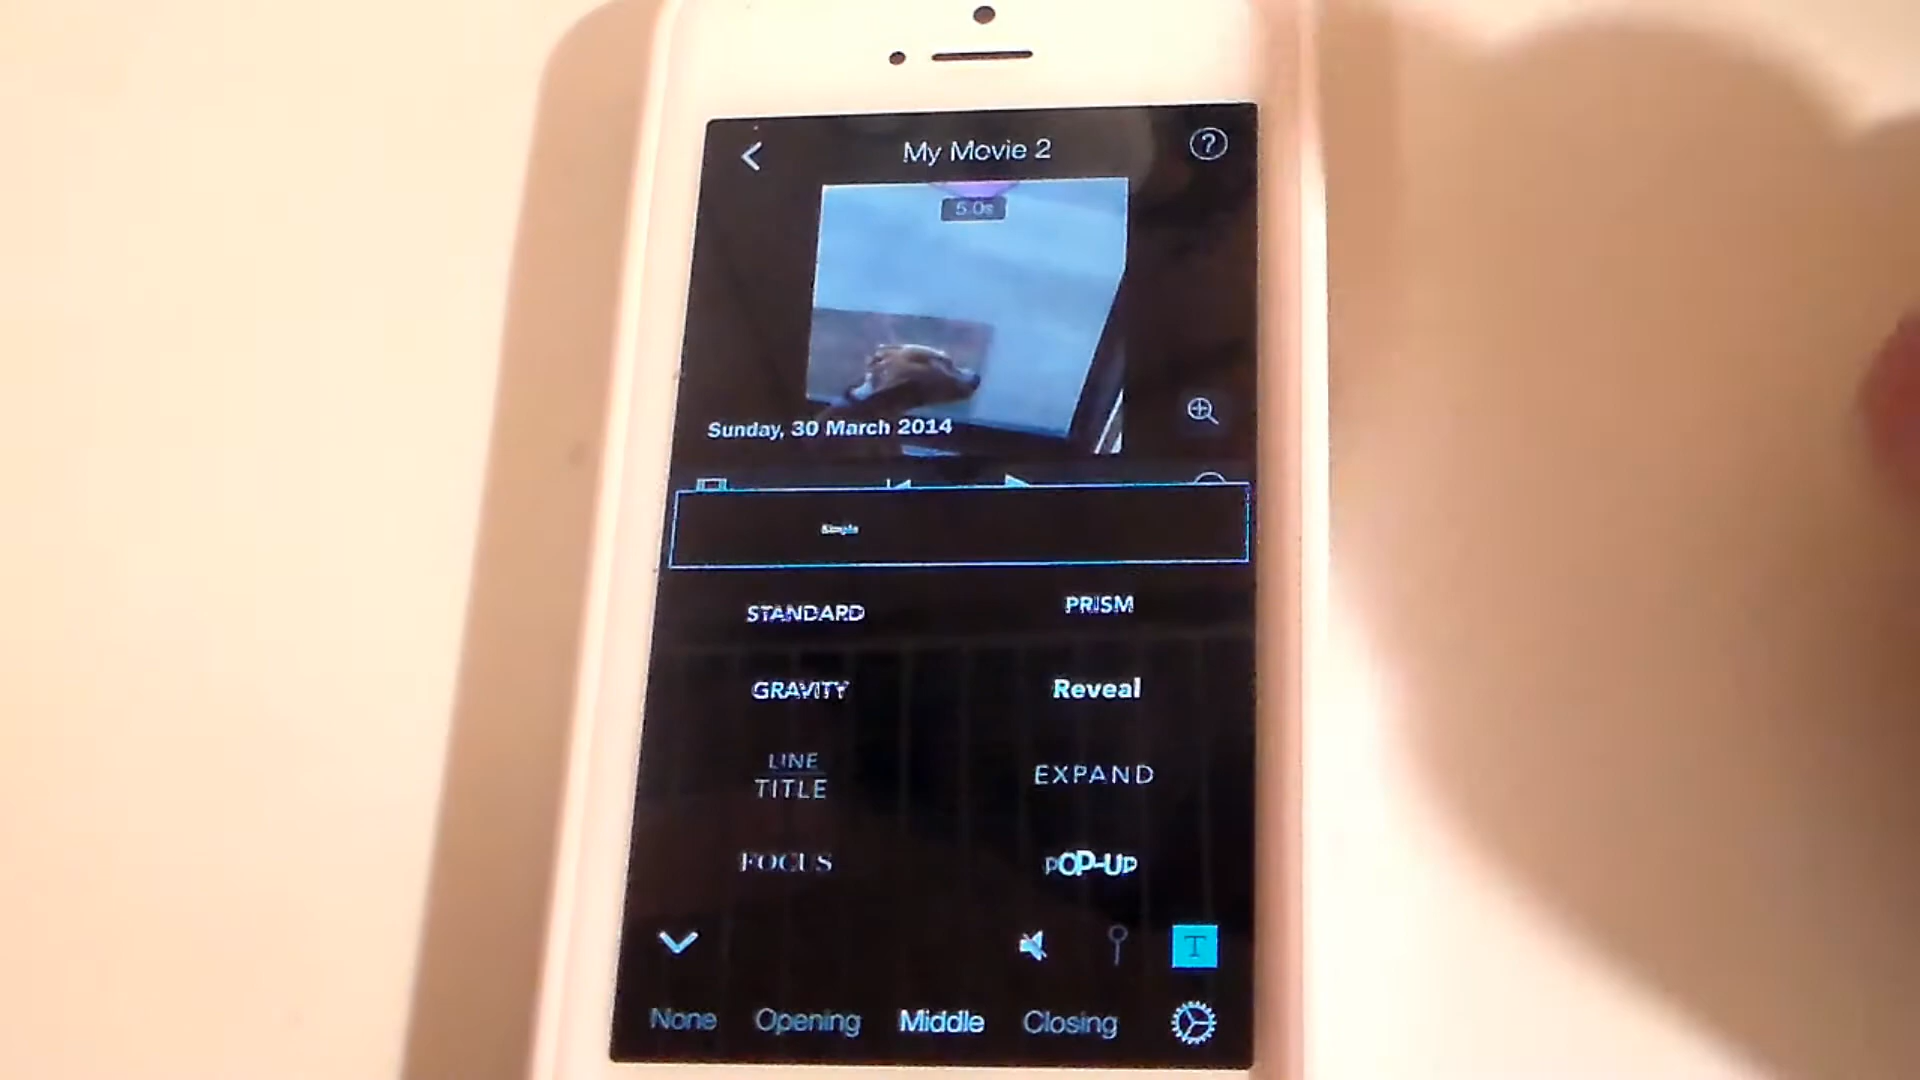 My Movie 2
?
5.0s
Sunday, 30 March 2014
Simple
STANDARD
PRISM
GRAVITY
Reveal
LINE
TITLE
EXPAND
FOCUS
POP-UP
T
None Opening Middle Closing